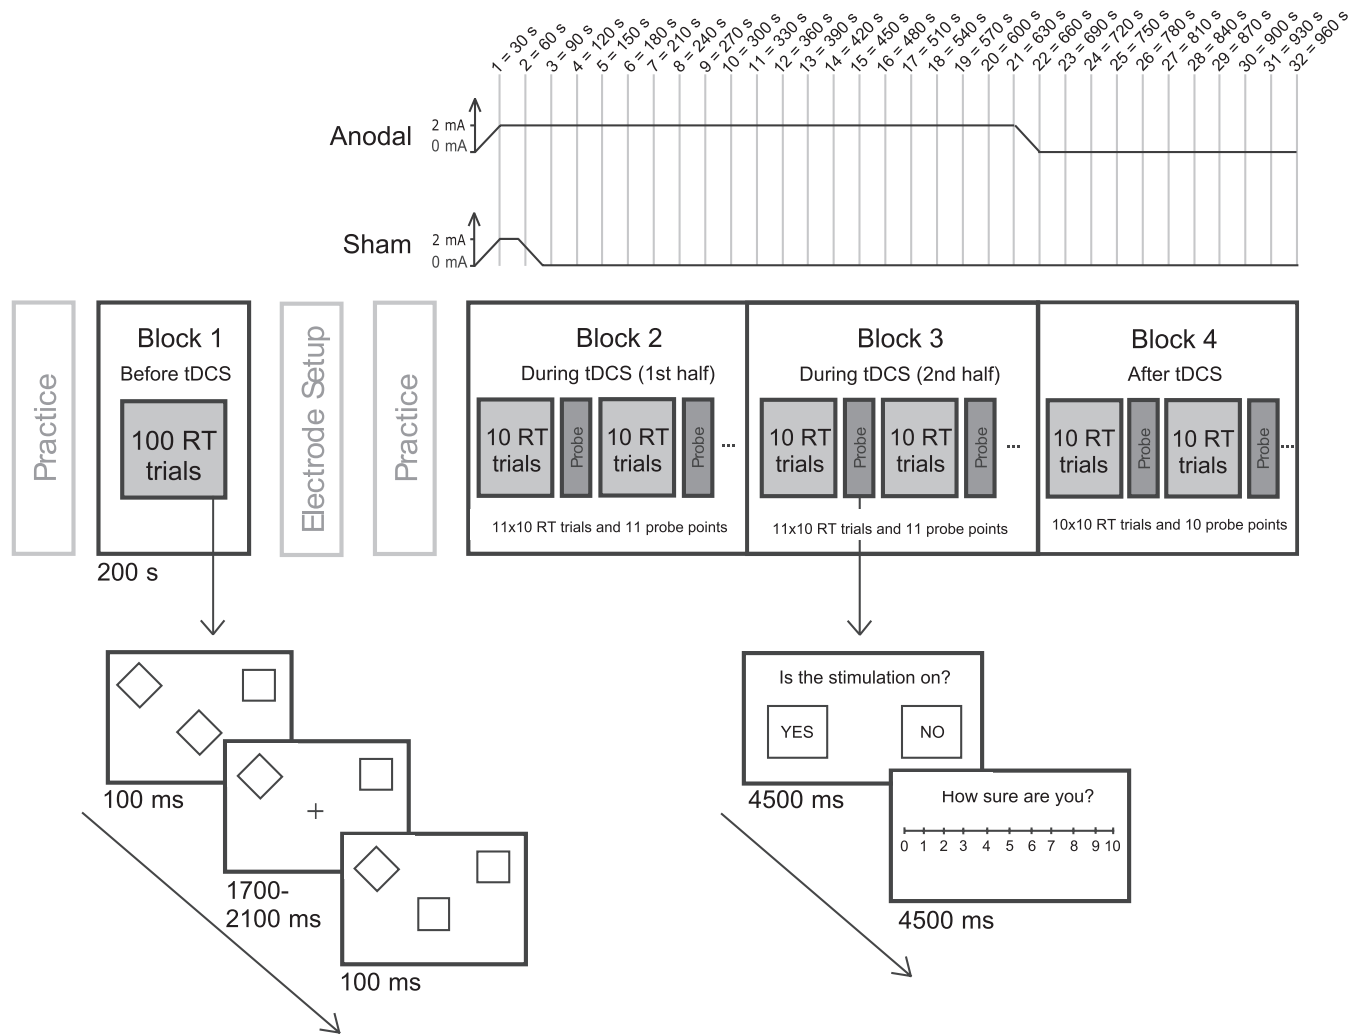 1 = 30 s
2 = 60 s
3 = 90 s
4 = 120 s
5 = 150 s
6 = 180 s
7 = 210 s
8 = 240 s
9 = 270 s
10 = 300 s
11 = 330 s
12 = 360 s
13 = 390 s
14 = 420 s
15 = 450 s
16 = 480 s
17 = 510 s
18 = 540 s
19 = 570 s
20 = 600 s
21 = 630 s
22 = 660 s
23 = 690 s
24 = 720 s
25 = 750 s
26 = 780 s
27 = 810 s
28 = 840 s
29 = 870 s
30 = 900 s
31 = 930 s
32 = 960 s
Anodal
2 mA
0 mA
Sham
2 mA
0 mA
Practice
Block 1
Before tDCS
100 RT
trials
200 s
Electrode Setup
Practice
Block 2
During tDCS (1st half)
10 RT
trials
Probe
10 RT
trials
Probe
...
11x10 RT trials and 11 probe points
Block 3
During tDCS (2nd half)
10 RT
trials
Probe
10 RT
trials
Probe
...
11x10 RT trials and 11 probe points
Block 4
After tDCS
10 RT
trials
Probe
10 RT
trials
Probe
...
10x10 RT trials and 10 probe points
100 ms
+
1700-
2100 ms
100 ms
Is the stimulation on?
YES NO
4500 ms
How sure are you?
0 1 2 3 4 5 6 7 8 9 10
4500 ms